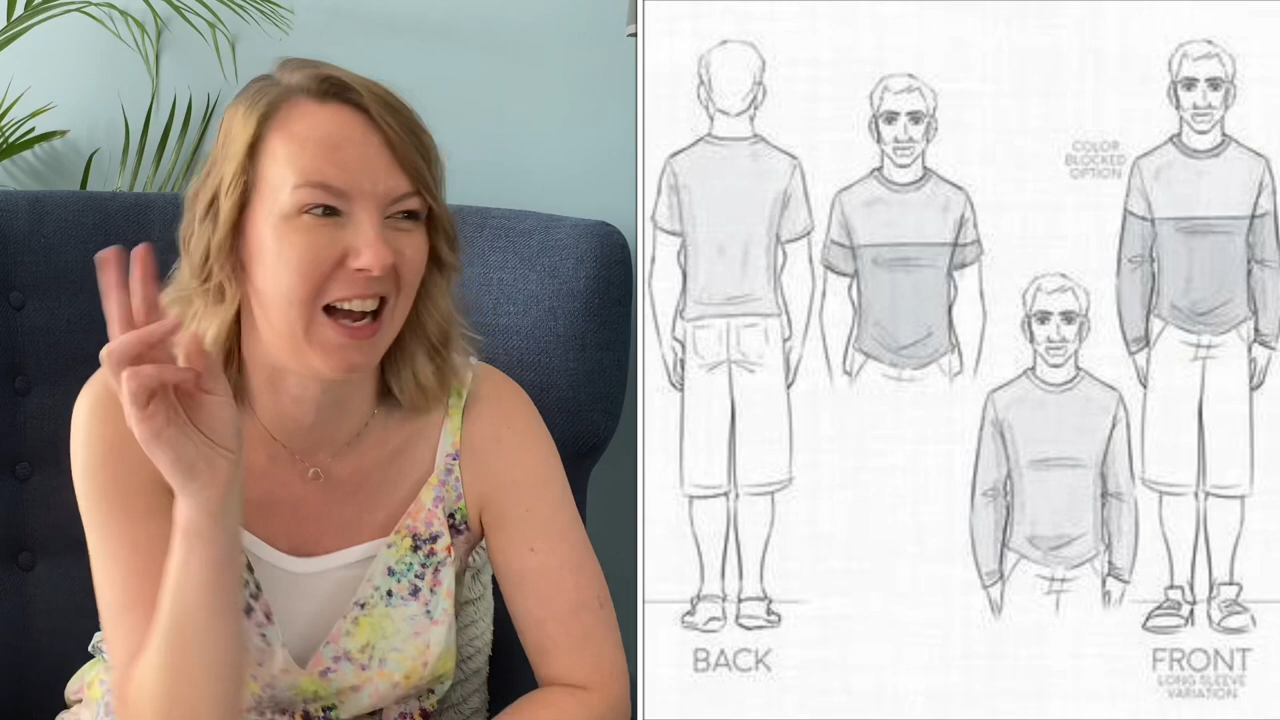 COLOR
BLOCKED
OPTION
BACK
FRONT
LONG SLEEVE
VARIATION